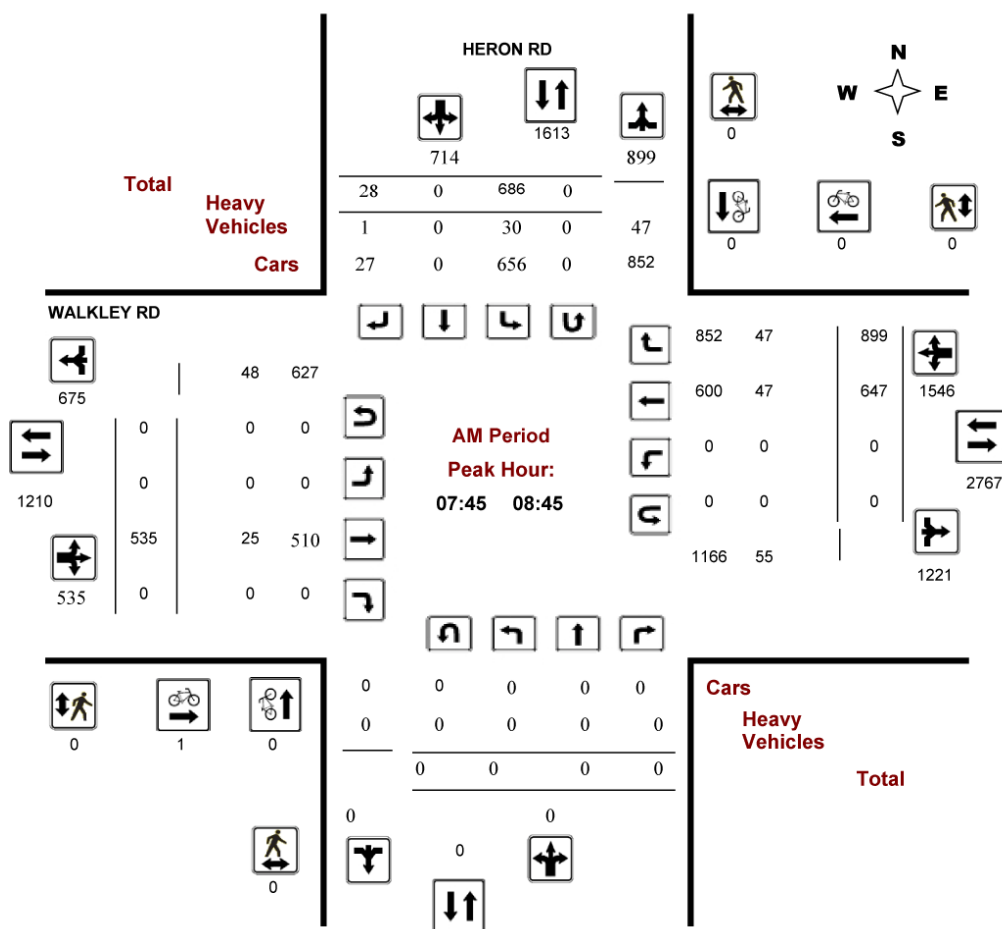 HERON RD
N
W E
S
1613
0
714 899
Total
28 0 686 0
Heavy
Vehicles
1 0 30 0 47
0 0 0
Cars
27 0 656 0 852
WALKLEY RD
852 47 899
675
48 627
600 47 647
1546
0 0 0
AM Period
0 0 0
Peak Hour:
1210
0 0 0
2767
07:45 08:45
0 0 0
535 25 510
1166 55
1221
535
0 0 0
0 0 0 0 0
Cars
0 0 0 0 0
Heavy
Vehicles
0 1 0
0 0 0 0
Total
0 0
0
0